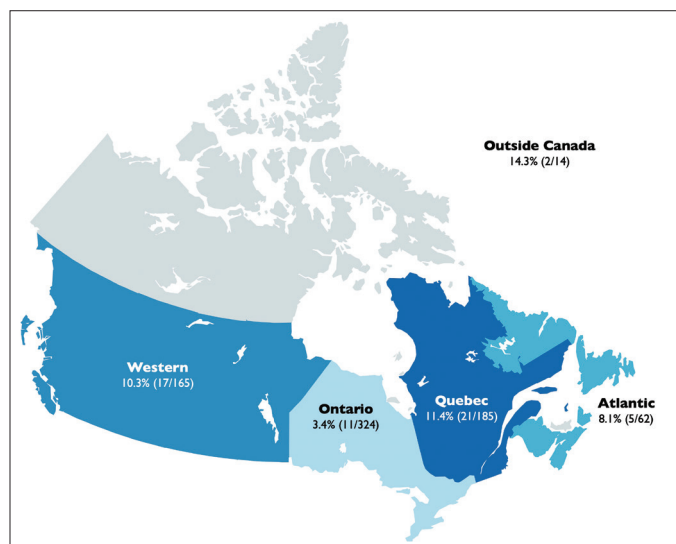 Outside Canada
14.3% (2/14)
Western
10.3% (17/165)
Ontario
3.4% (11/324)
Quebec
11.4% (21/185)
Atlantic
8.1% (5/62)